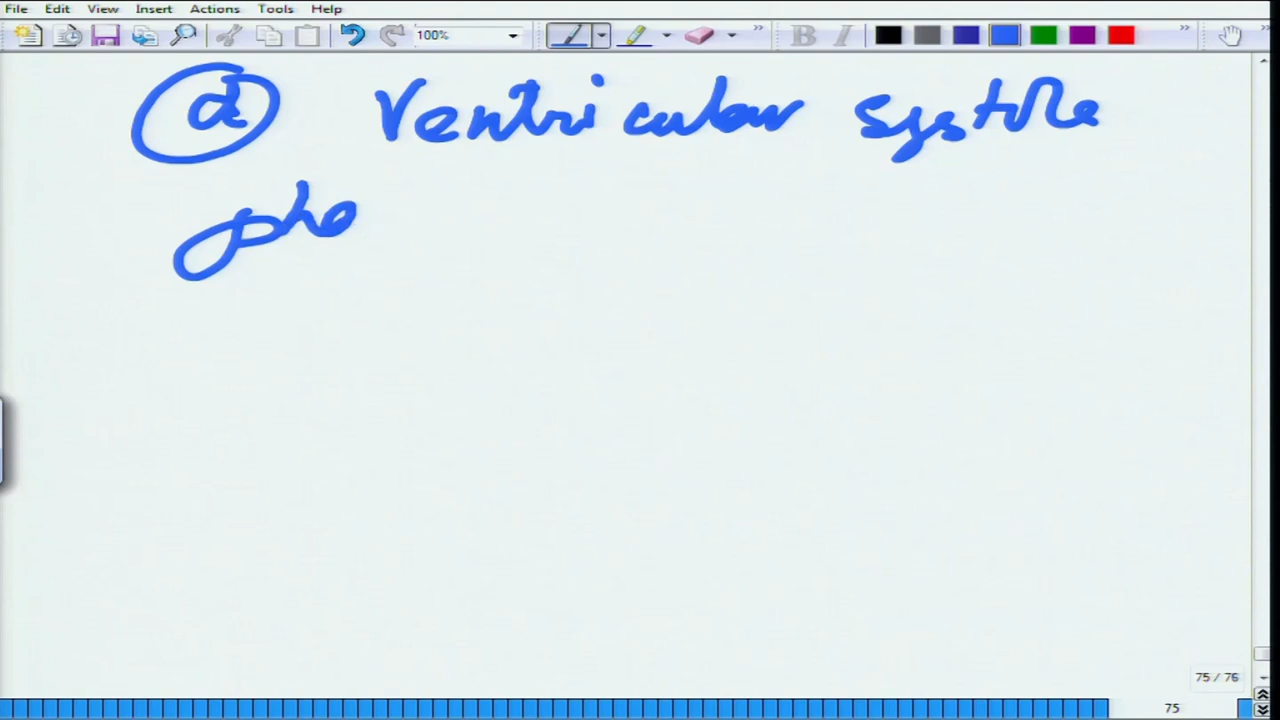 File Edit View Insert Actions Tools Help
100%
B I
d Ventricular systole
pha
75 / 76
75